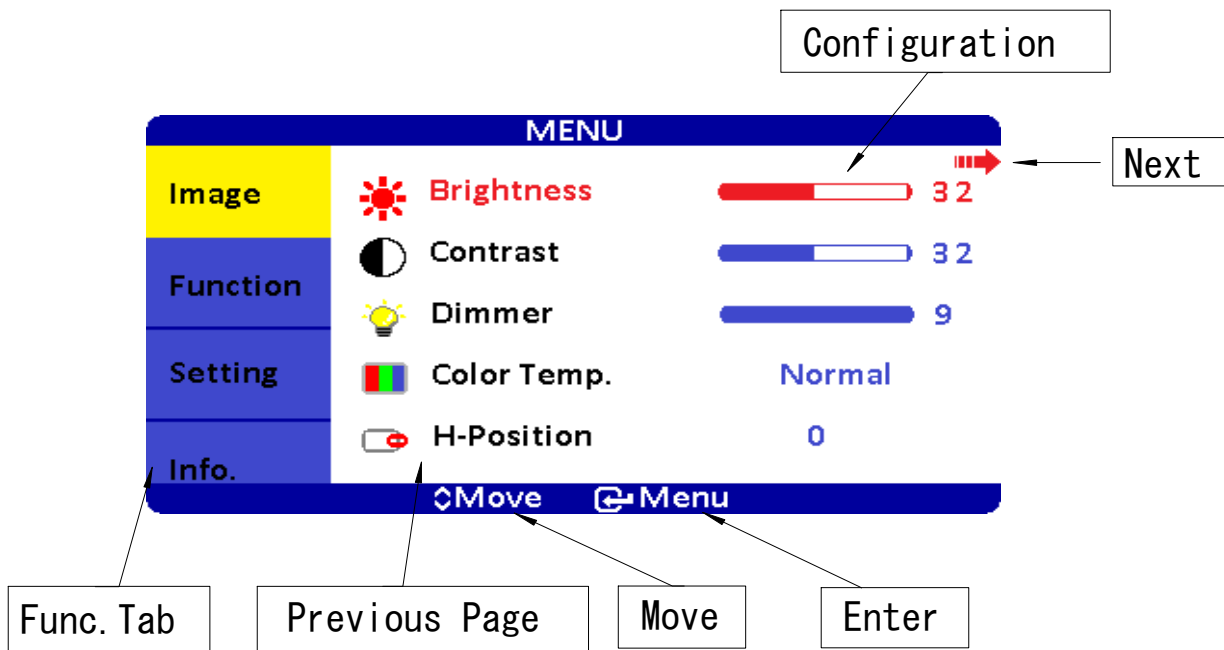 Configuration
MENU
Next
Image
Brightness 32
Contrast 32
Function
Dimmer 9
Setting
Color Temp. Normal
H-Position 0
Info.
Move Menu
Func. Tab
Previous Page
Move
Enter